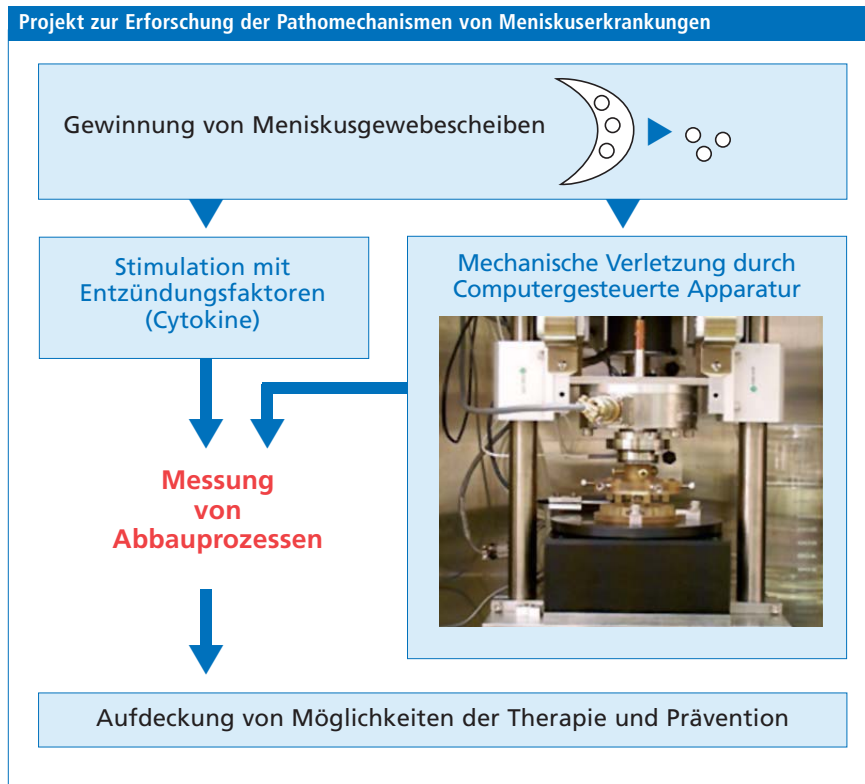 Projekt zur Erforschung der Pathomechanismen von Meniskuserkrankungen
Gewinnung von Meniskusgewebescheiben
Stimulation mit
Entzündungsfaktoren
(Cytokine)
Mechanische Verletzung durch
Computergesteuerte Apparatur
Messung
von
Abbauprozessen
Aufdeckung von Möglichkeiten der Therapie und Prävention